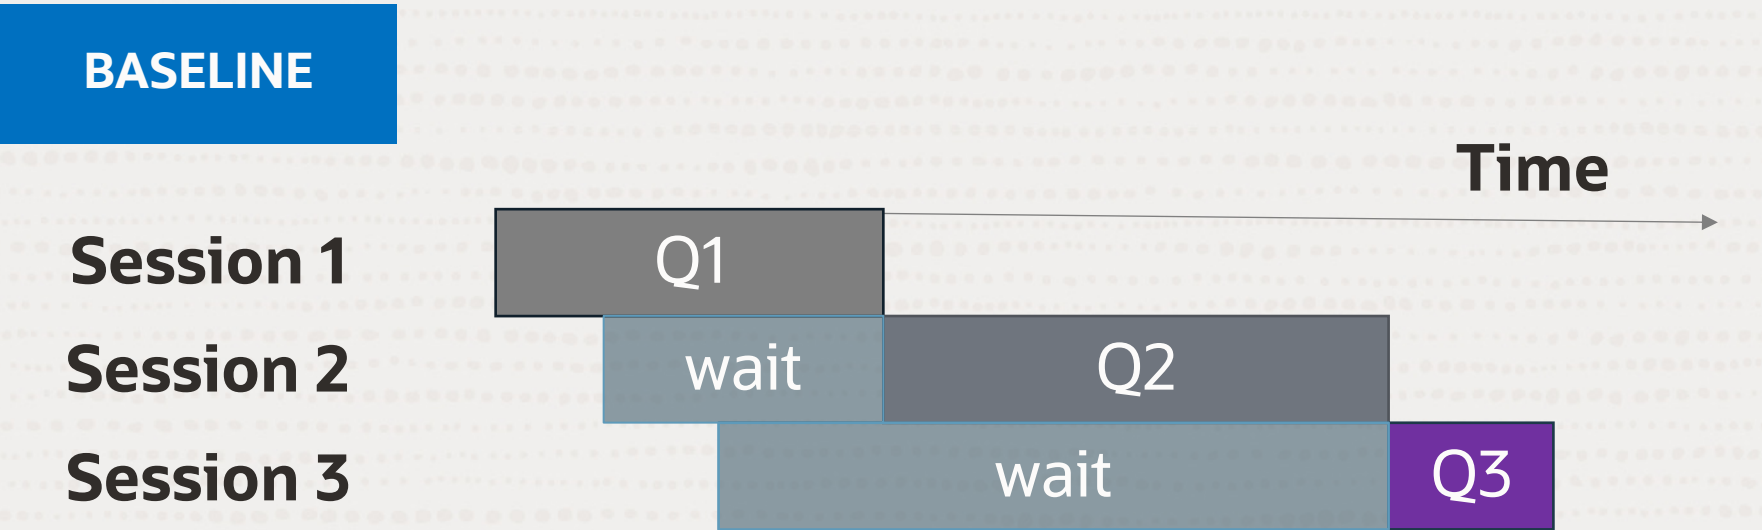 BASELINE
Time
Session 1 Q1
Session 2 wait Q2
Session 3 wait Q3